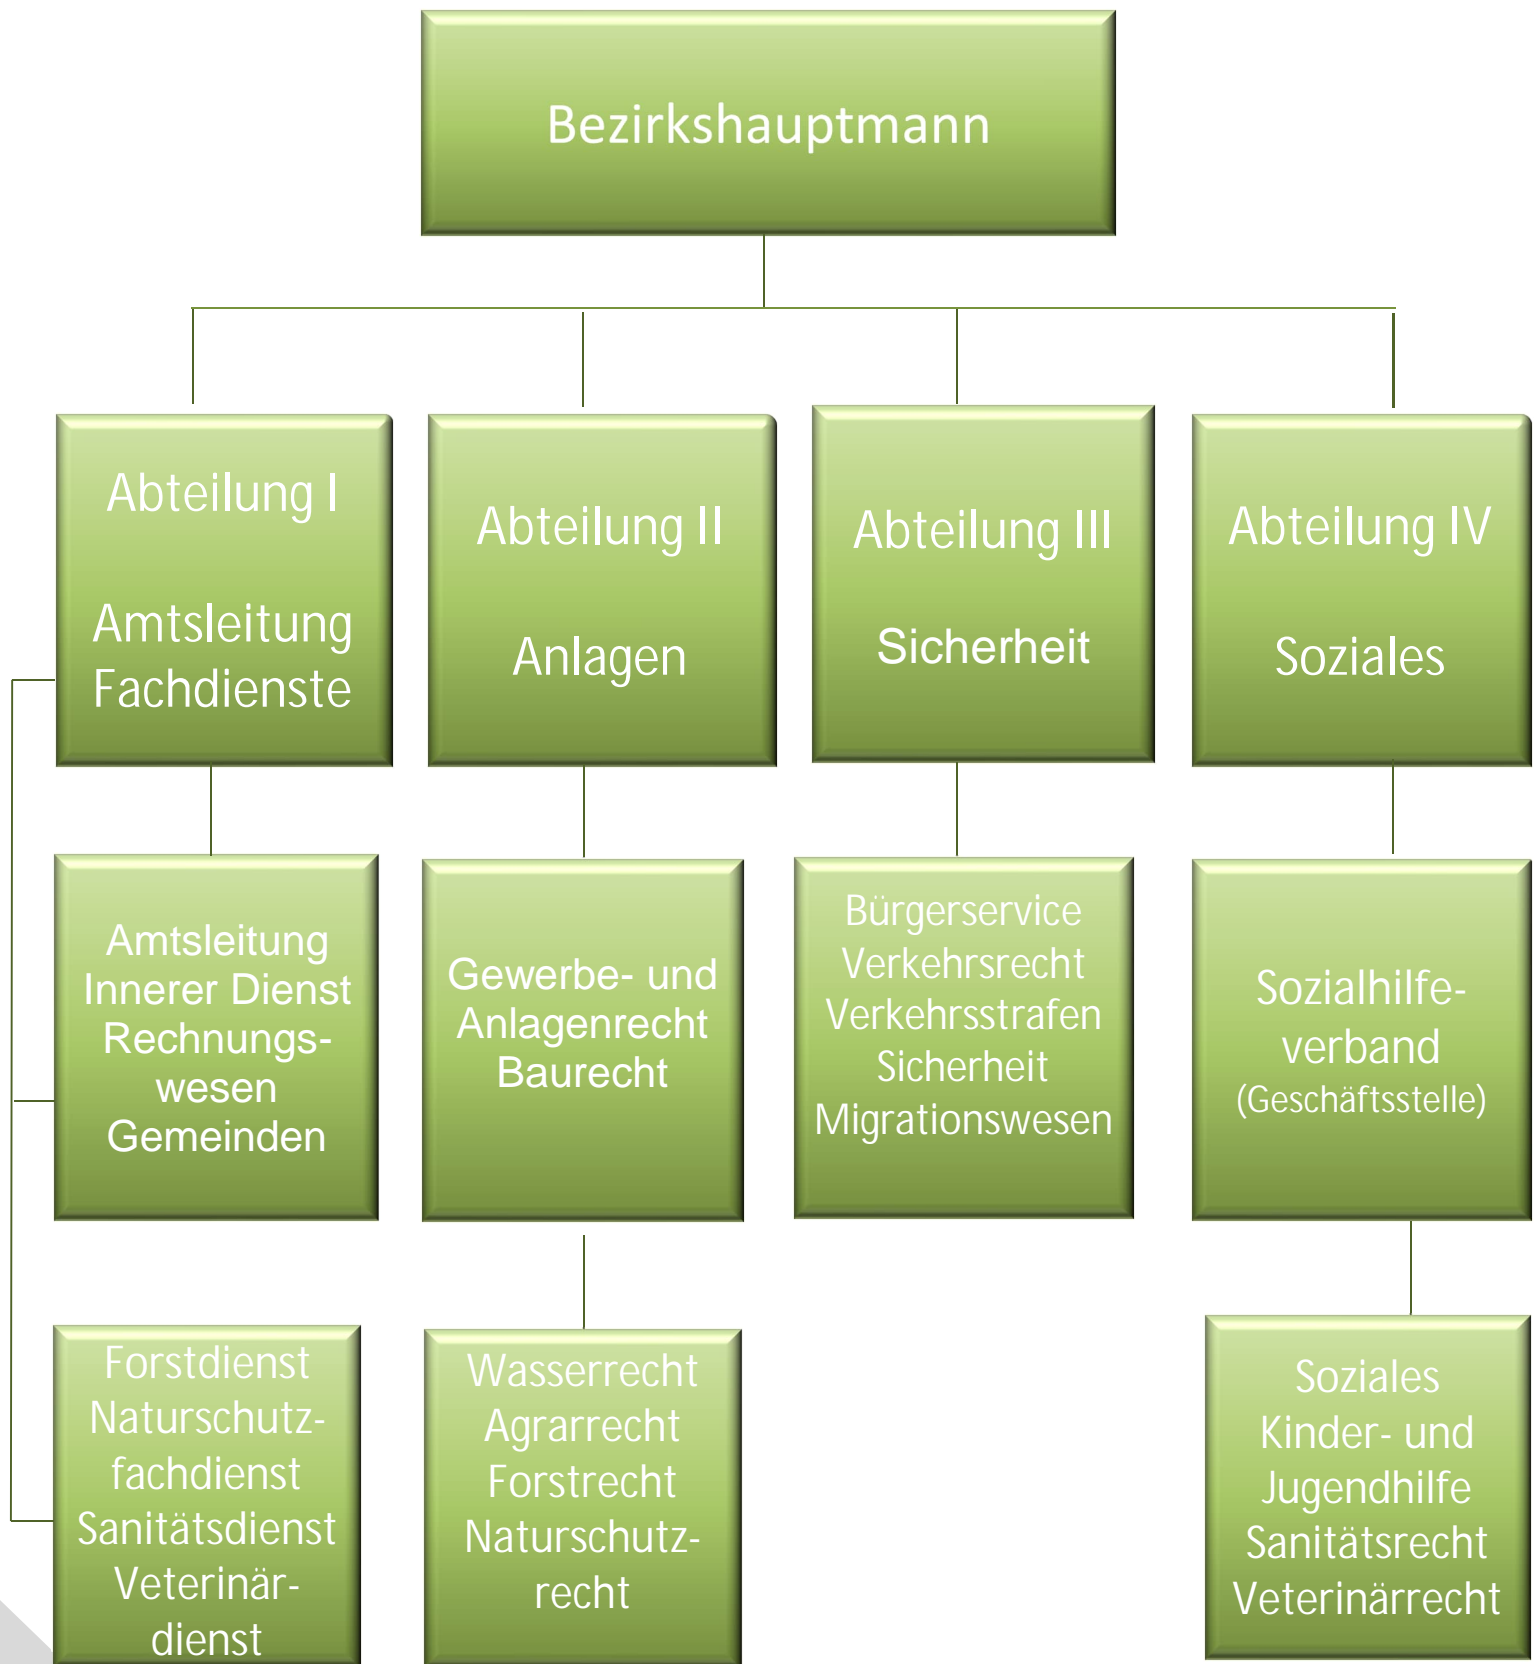 Bezirkshauptmann
Abteilung I
Amtsleitung
Fachdienste
Abteilung II
Anlagen
Abteilung III
Sicherheit
Abteilung IV
Soziales
Amtsleitung
Innerer Dienst
Rechnungs-
wesen
Gemeinden
Gewerbe- und
Anlagenrecht
Baurecht
Bürgerservice
Verkehrsrecht
Verkehrsstrafen
Sicherheit
Migrationswesen
Sozialhilfe-
verband
(Geschäftsstelle)
Forstdienst
Naturschutz-
fachdienst
Sanitätsdienst
Veterinär-
dienst
Wasserrecht
Agrarrecht
Forstrecht
Naturschutz-
recht
Soziales
Kinder- und
Jugendhilfe
Sanitätsrecht
Veterinärrecht